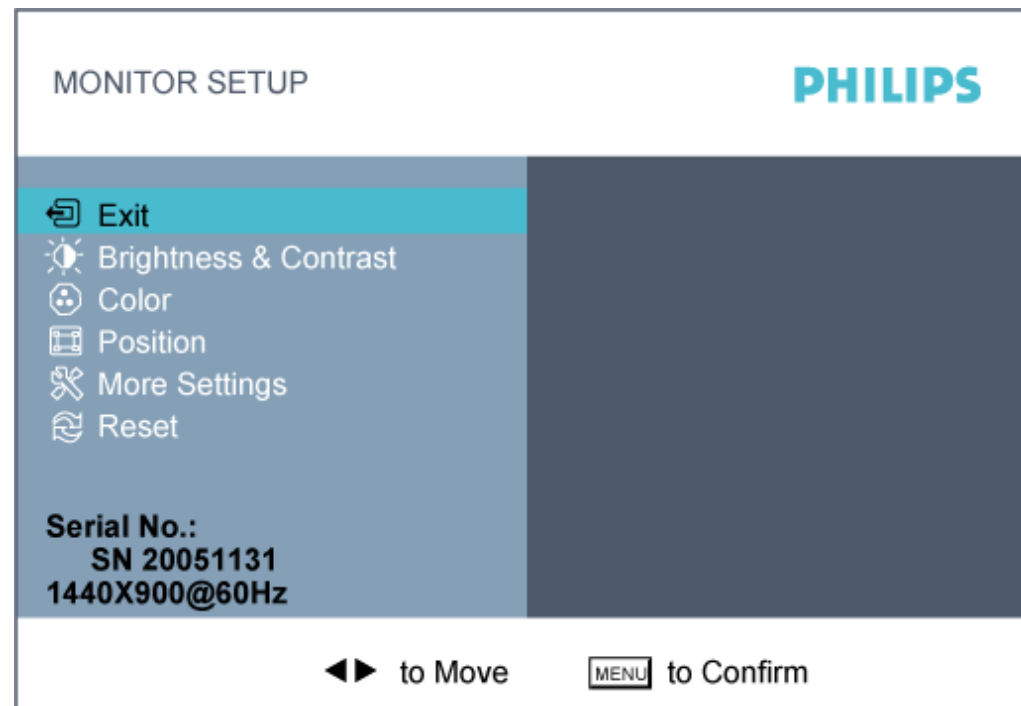 MONITOR SETUP
PHILIPS
Exit
Brightness & Contrast
Color
Position
More Settings
Reset
Serial No.:
SN 20051131
1440X900@60Hz
to Move
MENU to Confirm